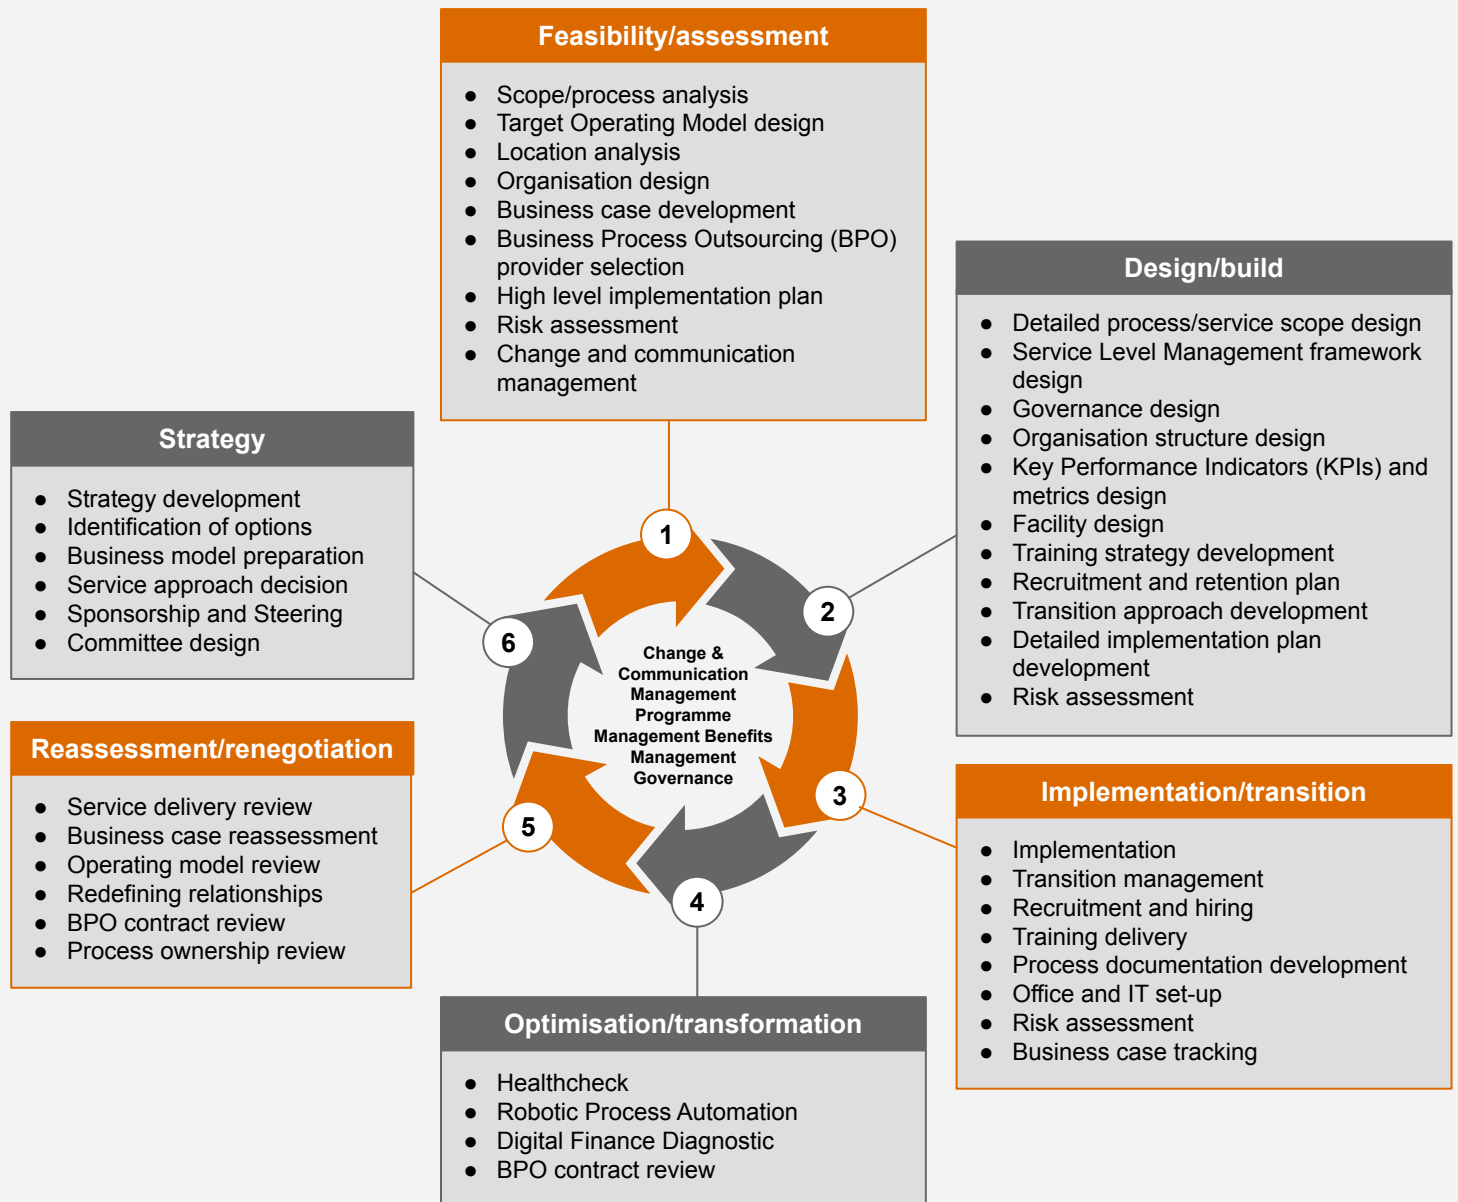 Feasibility/assessment
● Scope/process analysis
● Target Operating Model design
● Location analysis
● Organisation design
● Business case development
● Business Process Outsourcing (BPO)
provider selection
● High level implementation plan
● Risk assessment
● Change and communication
management
Design/build
● Detailed process/service scope design
● Service Level Management framework
design
● Governance design
● Organisation structure design
● Key Performance Indicators (KPIs) and
metrics design
● Facility design
● Training strategy development
● Recruitment and retention plan
● Transition approach development
● Detailed implementation plan
development
● Risk assessment
Strategy
● Strategy development
● Identification of options
● Business model preparation
● Service approach decision
● Sponsorship and Steering
● Committee design
1
2
3
4
5
6
Change &
Communication
Management
Programme
Management Benefits
Management
Governance
Reassessment/renegotiation
● Service delivery review
● Business case reassessment
● Operating model review
● Redefining relationships
● BPO contract review
● Process ownership review
Implementation/transition
● Implementation
● Transition management
● Recruitment and hiring
● Training delivery
● Process documentation development
● Office and IT set-up
● Risk assessment
● Business case tracking
Optimisation/transformation
● Healthcheck
● Robotic Process Automation
● Digital Finance Diagnostic
● BPO contract review